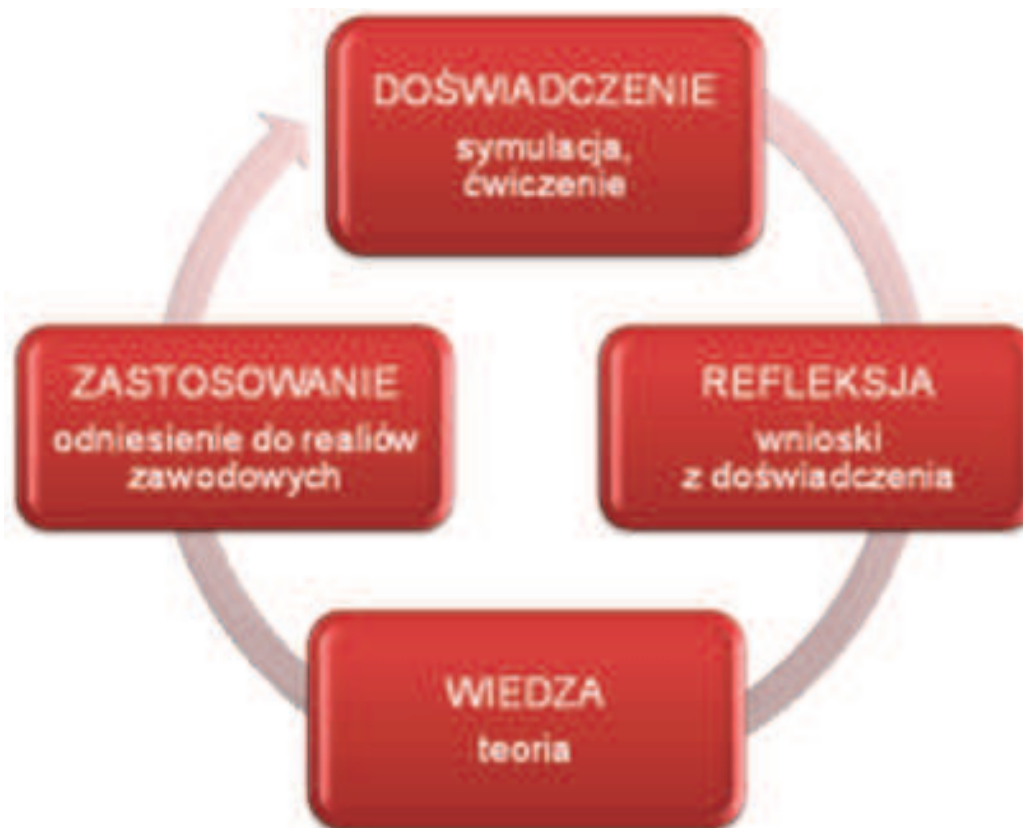 DOŚWIADCZENIE
symulacja,
ćwiczenie
REFLEKSJA
wnioski
z doświadczenia
WIEDZA
teoria
ZASTOSOWANIE
odniesienie do realiów
zawodowych